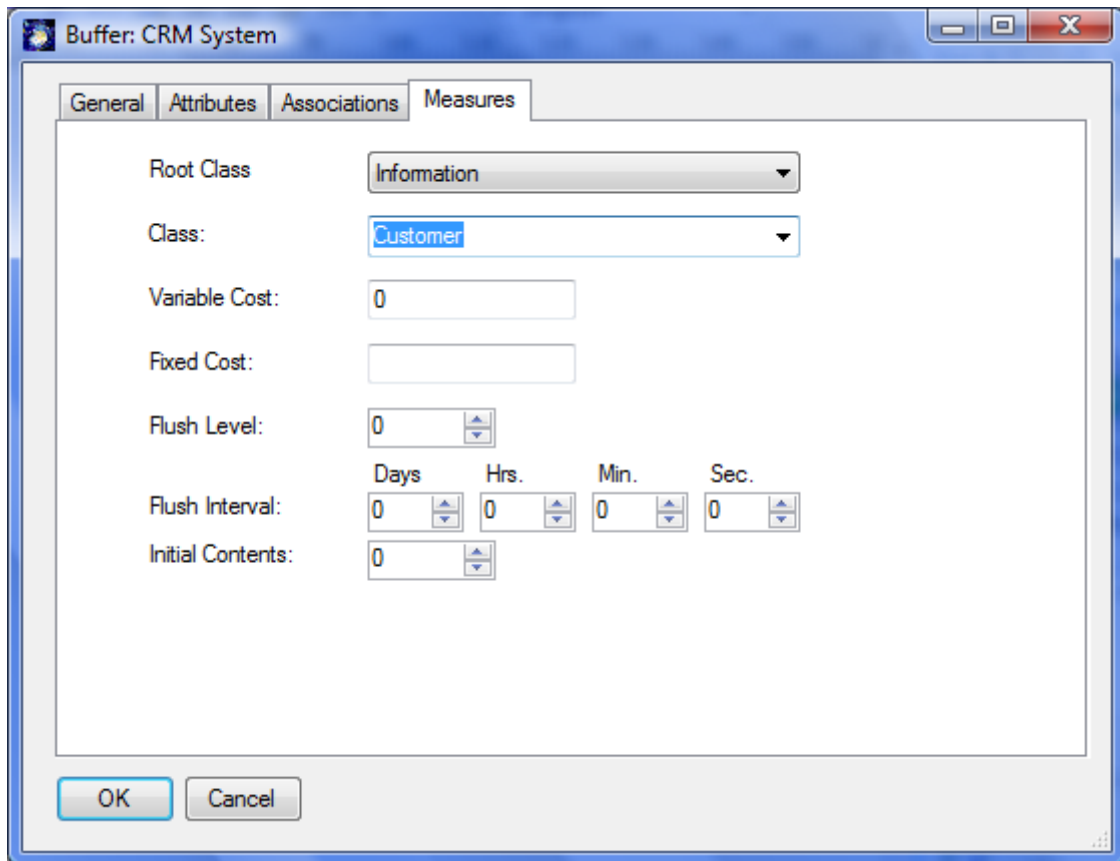 Buffer: CRM System
General Attributes Associations Measures
Root Class Information
Class: Customer
Variable Cost: 0
Fixed Cost:
Flush Level: 0
Days Hrs. Min. Sec.
Flush Interval: 0 0 0 0
Initial Contents: 0
OK Cancel